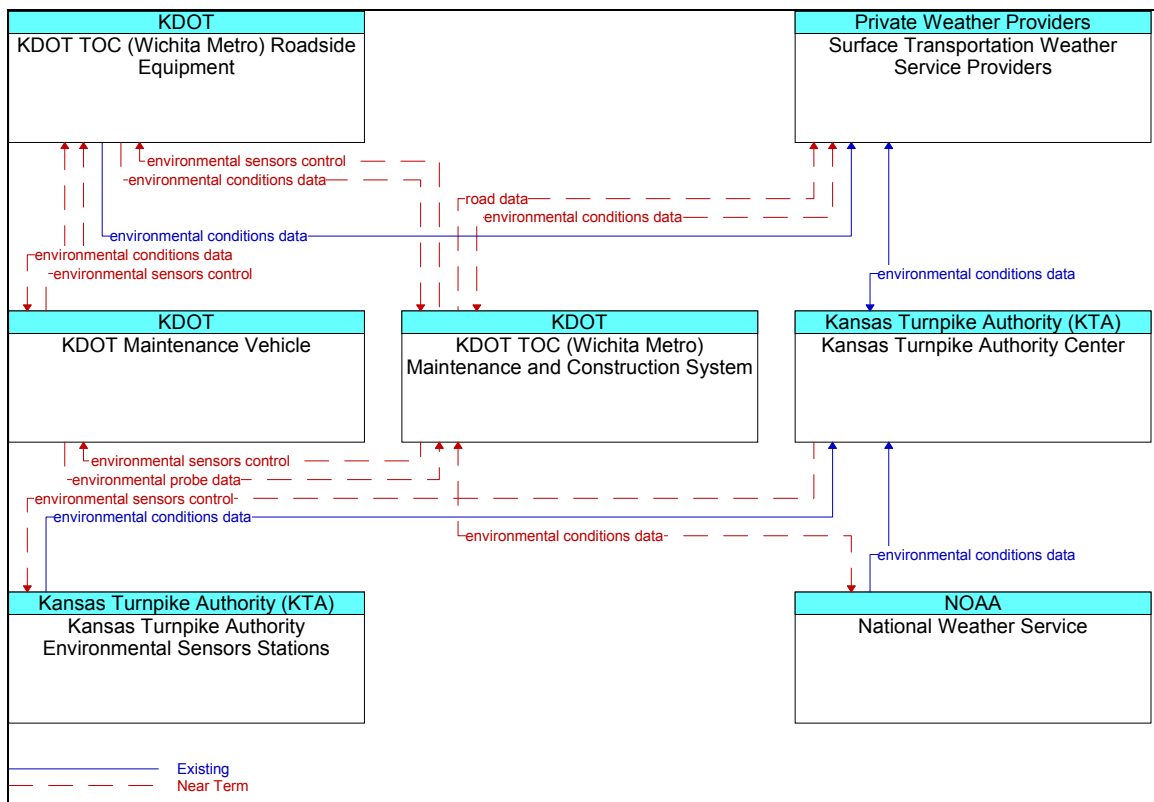 KDOT
KDOT TOC (Wichita Metro) Roadside
Equipment
Private Weather Providers
Surface Transportation Weather
Service Providers
environmental sensors control
environmental conditions data
road data
environmental conditions data
environmental conditions data
environmental conditions data
environmental sensors control
environmental conditions data
KDOT
KDOT Maintenance Vehicle
KDOT
KDOT TOC (Wichita Metro)
Maintenance and Construction System
Kansas Turnpike Authority (KTA)
Kansas Turnpike Authority Center
environmental sensors control
environmental probe data
environmental sensors control
environmental conditions data
environmental conditions data
environmental conditions data
Kansas Turnpike Authority (KTA)
Kansas Turnpike Authority
Environmental Sensors Stations
NOAA
National Weather Service
Existing
Near Term